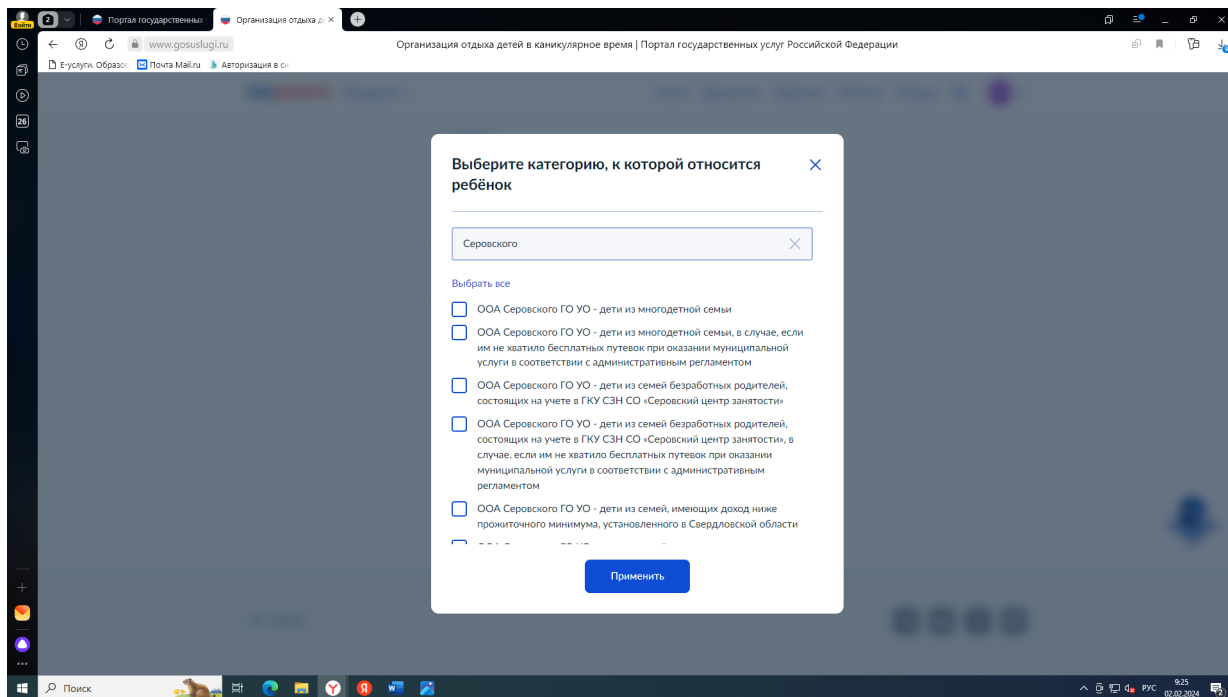 Войти
2
Портал государственных
Организация отдыха де
www.gosuslugi.ru
Организация отдыха детей в каникулярное время | Портал государственных услуг Российской Федерации
Е-услуги. Образов
Почта Mail.ru
Авторизация в си
26
Выберите категорию, к которой относится
ребёнок
Серовского
Выбрать все
ООА Серовского ГО УО - дети из многодетной семьи
ООА Серовского ГО УО - дети из многодетной семьи, в случае, если
им не хватило бесплатных путевок при оказании муниципальной
услуги в соответствии с административным регламентом
ООА Серовского ГО УО - дети из семей безработных родителей,
состоящих на учете в ГКУ СЗН СО «Серовский центр занятости»
ООА Серовского ГО УО - дети из семей безработных родителей,
состоящих на учете в ГКУ СЗН СО «Серовский центр занятости», в
случае, если им не хватило бесплатных путевок при оказании
муниципальной услуги в соответствии с административным
регламентом
ООА Серовского ГО УО - дети из семей, имеющих доход ниже
прожиточного минимума, установленного в Свердловской области
Применить
Поиск
РУС
9:25
02.02.2024